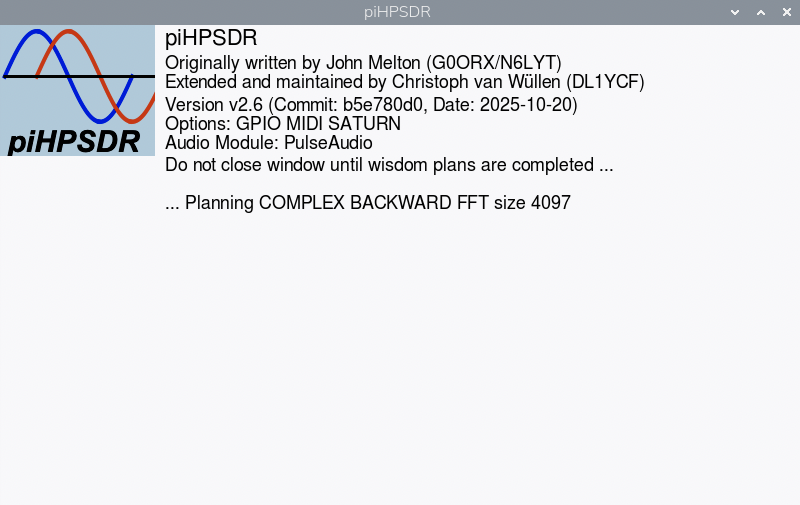 piHPSDR
piHPSDR
piHPSDR
Originally written by John Melton (G0ORX/N6LYT)
Extended and maintained by Christoph van Wüllen (DL1YCF)
Version v2.6 (Commit: b5e780d0, Date: 2025-10-20)
Options: GPIO MIDI SATURN
Audio Module: PulseAudio
Do not close window until wisdom plans are completed ...
... Planning COMPLEX BACKWARD FFT size 4097